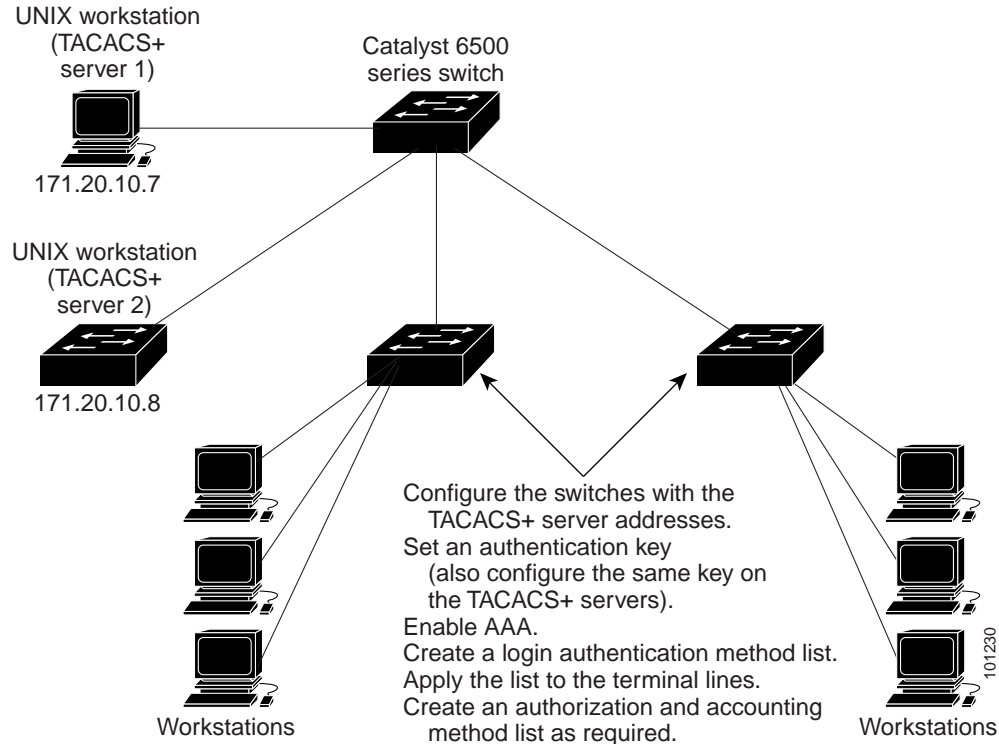 UNIX workstation
(TACACS+
server 1)
Catalyst 6500
series switch
171.20.10.7
UNIX workstation
(TACACS+
server 2)
171.20.10.8
Configure the switches with the
TACACS+ server addresses.
Set an authentication key
(also configure the same key on
the TACACS+ servers).
Enable AAA.
Create a login authentication method list.
Apply the list to the terminal lines.
Create an authorization and accounting
method list as required.
Workstations
Workstations
101230